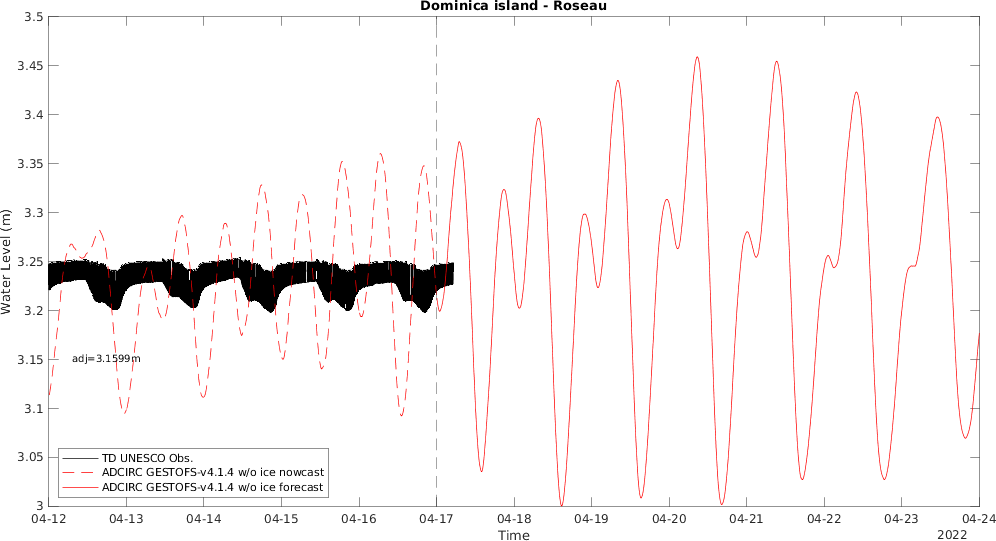 Dominica island - Roseau
3.5
3.45
3.4
3.35
3.3
3.25
3.2
3.15
3.1
3.05
3
Water Level (m)
adj=3.1599m
TD UNESCO Obs.
ADCIRC GESTOFS-v4.1.4 w/o ice nowcast
ADCIRC GESTOFS-v4.1.4 w/o ice forecast
04-12 04-13 04-14 04-15 04-16 04-17 04-18 04-19 04-20 04-21 04-22 04-23 04-24
Time
2022